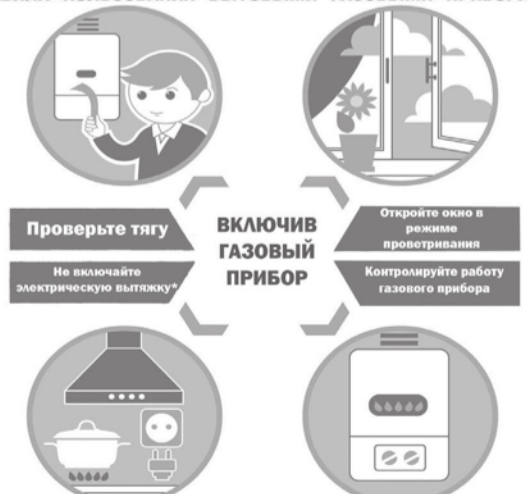 Проверьте тягу
Не включайте
электрическую вытяжку*
ВКЛЮЧИВ
ГАЗОВЫЙ
ПРИБОР
Откройте окно в
режиме
проветривания
Контролируйте работу
газового прибора